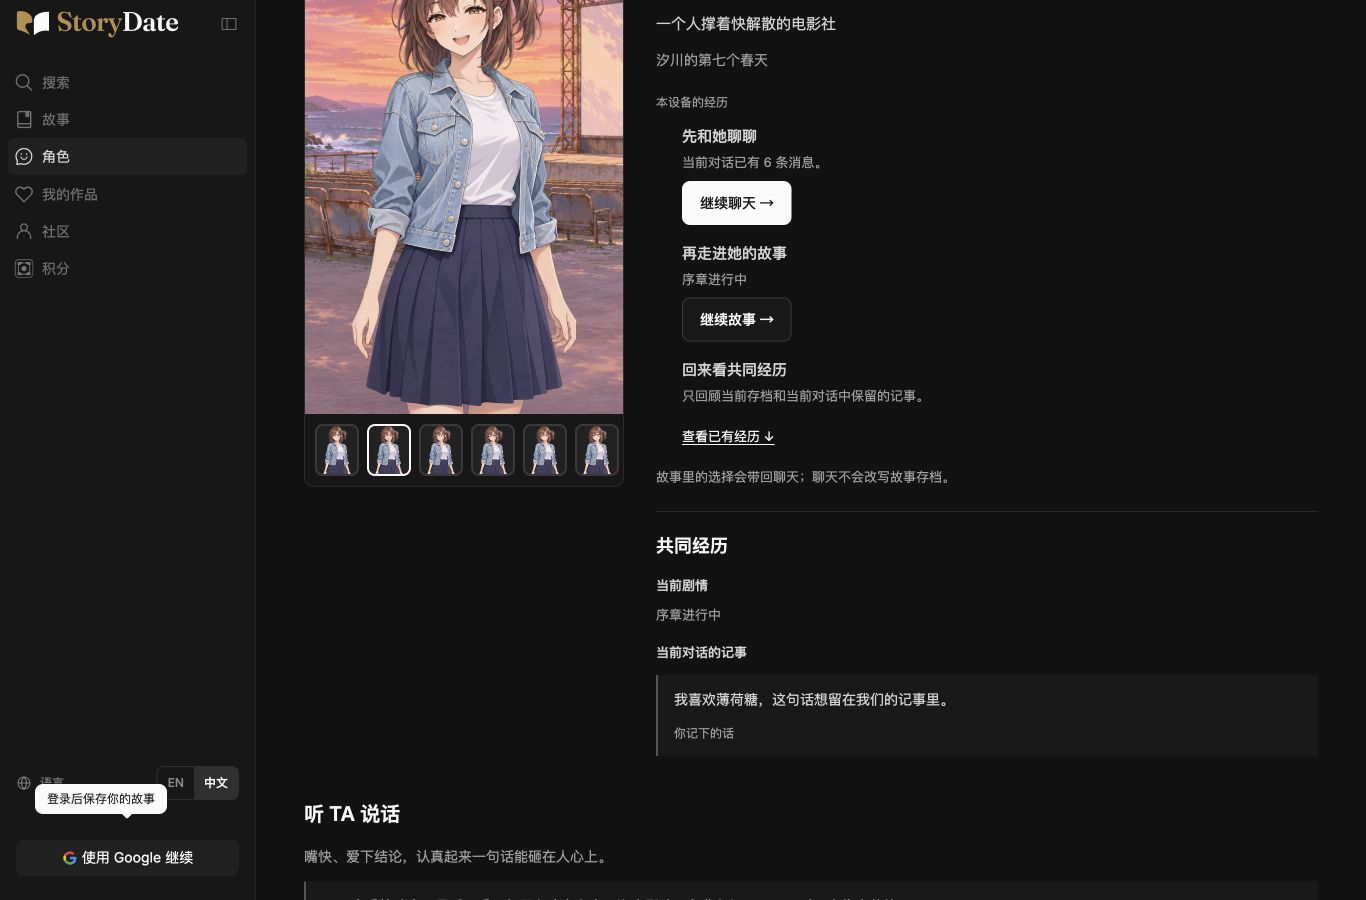 StoryDate
搜索
故事
角色
我的作品
社区
积分
语言
EN
中文
登录后保存你的故事
使用 Google 继续
一个人撑着快解散的电影社
汐川的第七个春天
本设备的经历
先和她聊聊
当前对话已有 6 条消息。
继续聊天 →
再走进她的故事
序章进行中
继续故事 →
回来看共同经历
只回顾当前存档和当前对话中保留的记事。
查看已有经历 ↓
故事里的选择会带回聊天；聊天不会改写故事存档。
共同经历
当前剧情
序章进行中
当前对话的记事
我喜欢薄荷糖，这句话想留在我们的记事里。
你记下的话
听 TA 说话
嘴快、爱下结论，认真起来一句话能砸在人心上。